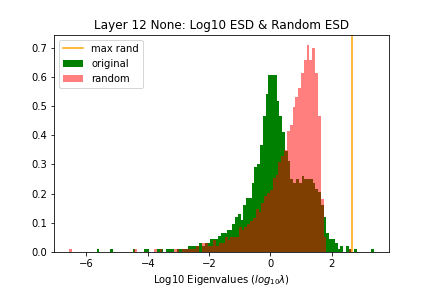 Layer 12 None: Log10 ESD & Random ESD
max rand
original
random
0.7
0.6
0.5
0.4
0.3
0.2
0.1
0.0
−6 −4 −2 0 2
Log10 Eigenvalues (log₁₀λ)